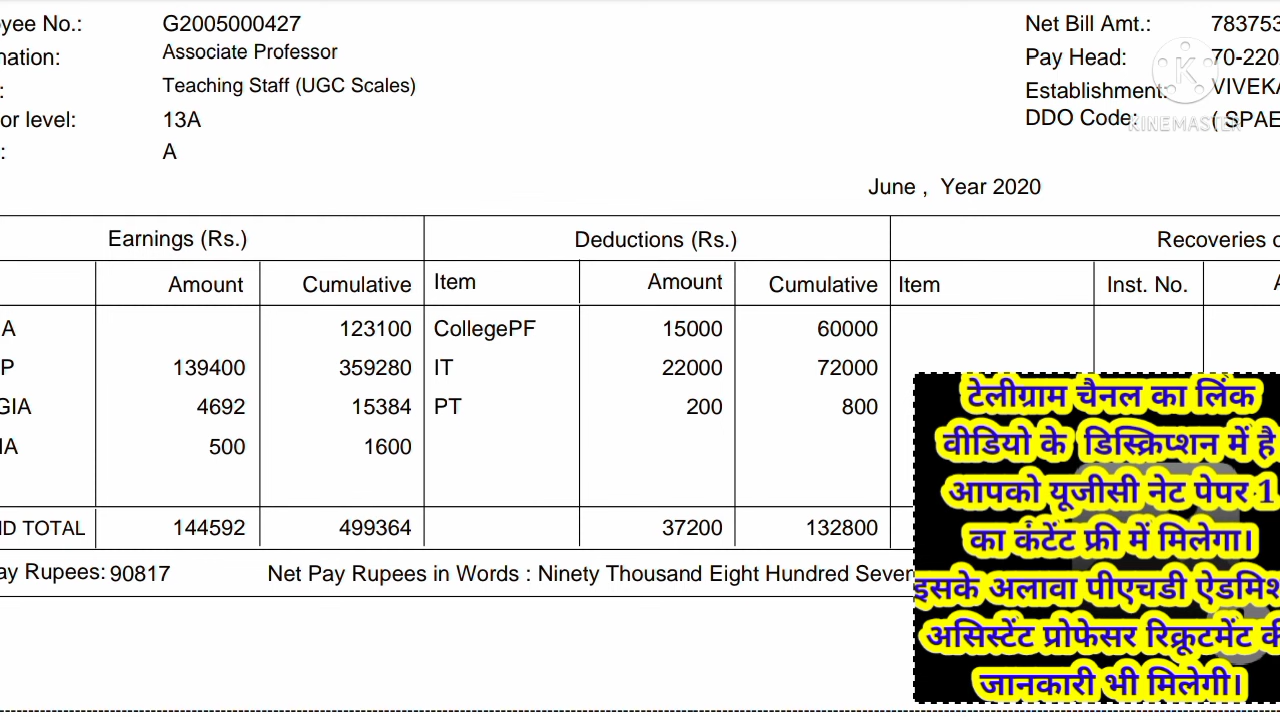 yee No.: G2005000427 Net Bill Amt.: 783753
nation: Associate Professor Pay Head: 70-220
: Teaching Staff (UGC Scales) Establishment: VIVEKA
or level: 13A DDO Code: ( SPAE
: A
KINEMASTER
June , Year 2020
Earnings (Rs.) Deductions (Rs.) Recoveries o
Amount Cumulative Item Amount Cumulative Item Inst. No. A
A 123100 CollegePF 15000 60000
P 139400 359280 IT 22000 72000
GIA 4692 15384 PT 200 800
IA 500 1600
ND TOTAL 144592 499364 37200 132800
ay Rupees: 90817 Net Pay Rupees in Words : Ninety Thousand Eight Hundred Seven
टेलीग्राम चैनल का लिंक
वीडियो के डिस्क्रिप्शन में है
आपको यूजीसी नेट पेपर 1
का कंटेंट फ्री में मिलेगा।
इसके अलावा पीएचडी ऐडमिश
असिस्टेंट प्रोफेसर रिक्रूटमेंट की
जानकारी भी मिलेगी।